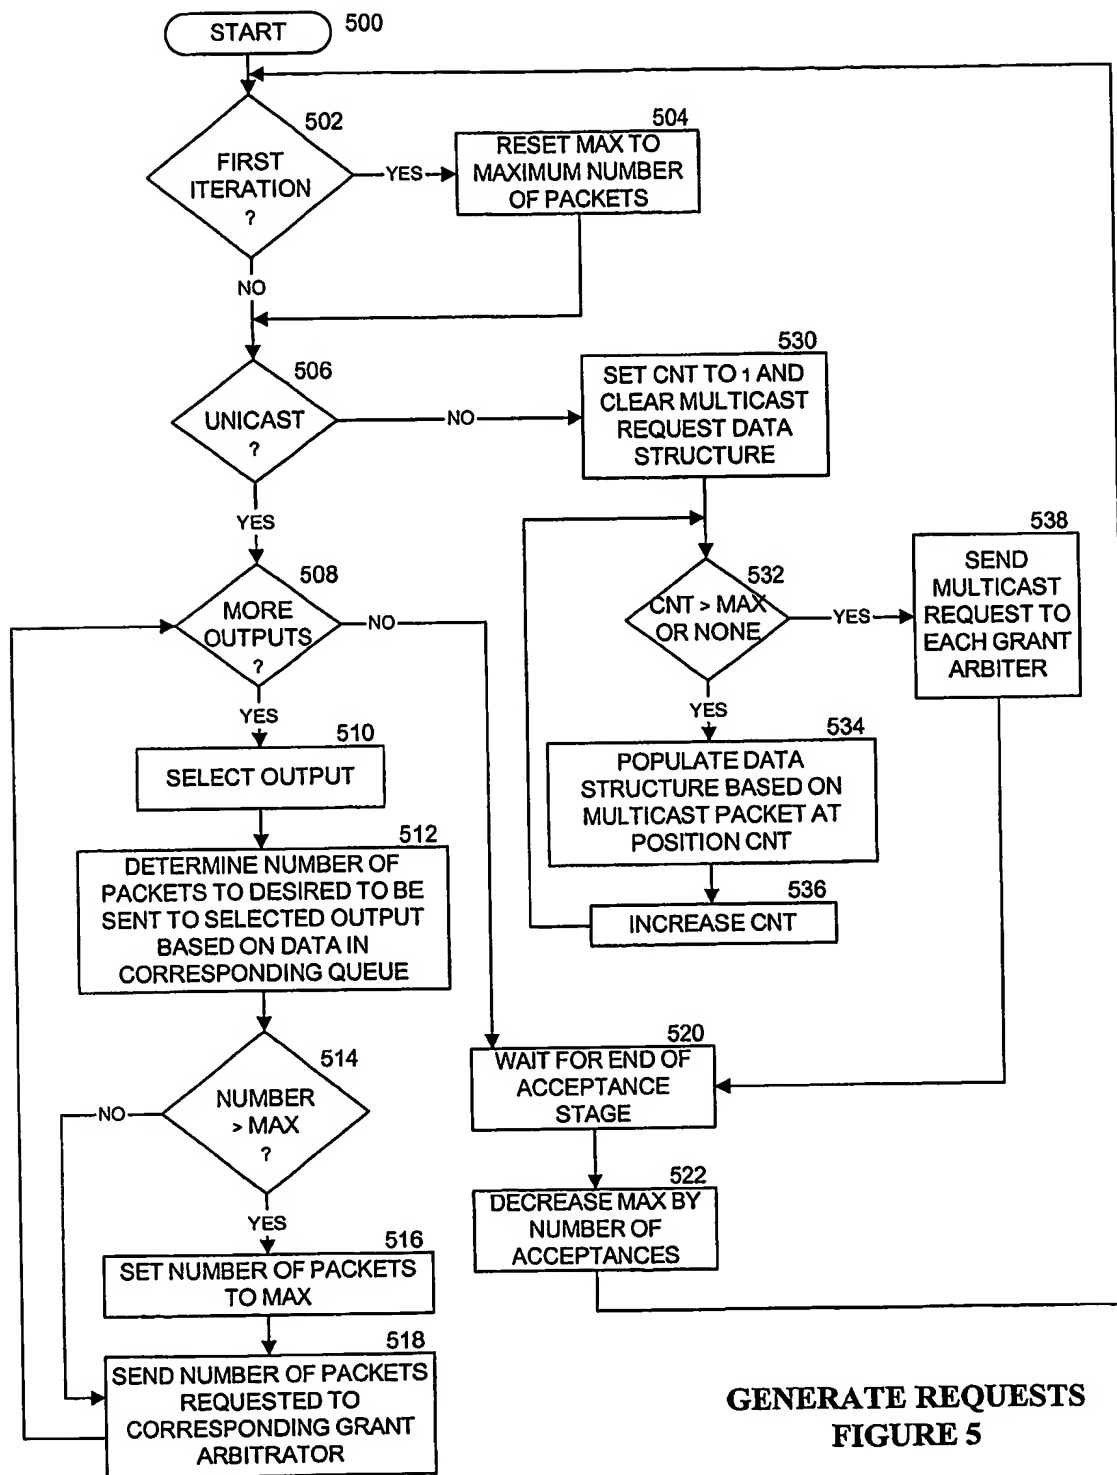 START
500
502
FIRST
ITERATION
?
YES
504
RESET MAX TO
MAXIMUM NUMBER
OF PACKETS
NO
506
UNICAST
?
NO
530
SET CNT TO 1 AND
CLEAR MULTICAST
REQUEST DATA
STRUCTURE
YES
508
MORE
OUTPUTS
?
NO
532
CNT > MAX
OR NONE
YES
538
SEND
MULTICAST
REQUEST TO
EACH GRANT
ARBITER
YES
534
POPULATE DATA
STRUCTURE BASED ON
MULTICAST PACKET AT
POSITION CNT
536
INCREASE CNT
YES
510
SELECT OUTPUT
512
DETERMINE NUMBER OF
PACKETS TO DESIRED TO BE
SENT TO SELECTED OUTPUT
BASED ON DATA IN
CORRESPONDING QUEUE
514
NUMBER
> MAX
?
NO
YES
516
SET NUMBER OF PACKETS
TO MAX
518
SEND NUMBER OF PACKETS
REQUESTED TO
CORRESPONDING GRANT
ARBITRATOR
520
WAIT FOR END OF
ACCEPTANCE
STAGE
522
DECREASE MAX BY
NUMBER OF
ACCEPTANCES
GENERATE REQUESTS
FIGURE 5